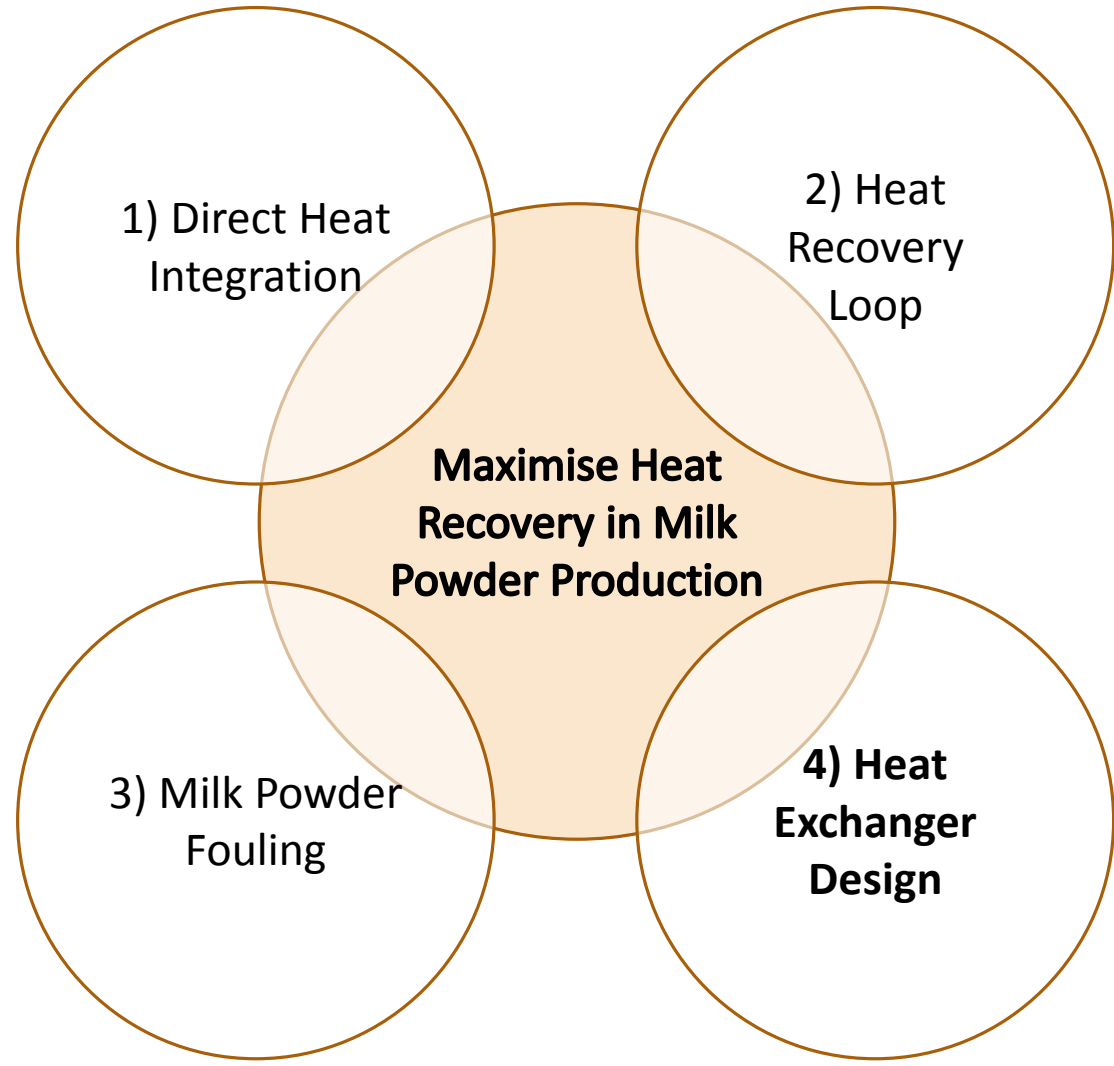 1) Direct Heat
Integration
2) Heat
Recovery
Loop
Maximise Heat
Recovery in Milk
Powder Production
3) Milk Powder
Fouling
4) Heat
Exchanger
Design